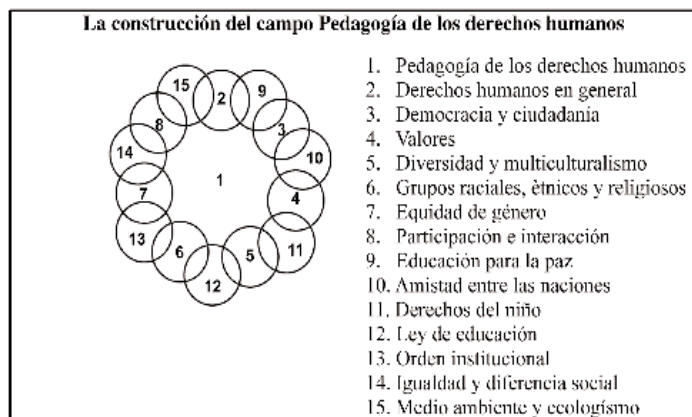 La construcción del campo Pedagogía de los derechos humanos
15
2
9
8
3
14
10
1
7
4
13
11
6
5
12
1. Pedagogía de los derechos humanos
2. Derechos humanos en general
3. Democracia y ciudadanía
4. Valores
5. Diversidad y multiculturalismo
6. Grupos raciales, ètnicos y religiosos
7. Equidad de género
8. Participación e interacción
9. Educación para la paz
10. Amistad entre las naciones
11. Derechos del niño
12. Ley de educación
13. Orden institucional
14. Igualdad y diferencia social
15. Medio ambiente y ecologísmo